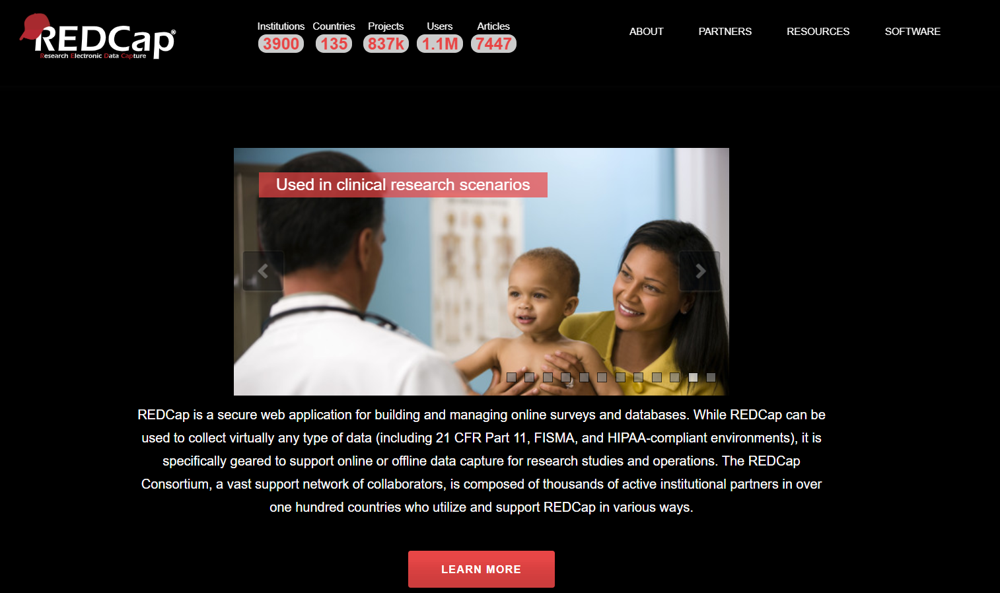 REDCap®
Research Electronic Data Capture
Institutions Countries Projects Users Articles
3900 135 837k 1.1M 7447
ABOUT PARTNERS RESOURCES SOFTWARE
Used in clinical research scenarios
REDCap is a secure web application for building and managing online surveys and databases. While REDCap can be
used to collect virtually any type of data (including 21 CFR Part 11, FISMA, and HIPAA-compliant environments), it is
specifically geared to support online or offline data capture for research studies and operations. The REDCap
Consortium, a vast support network of collaborators, is composed of thousands of active institutional partners in over
one hundred countries who utilize and support REDCap in various ways.
LEARN MORE